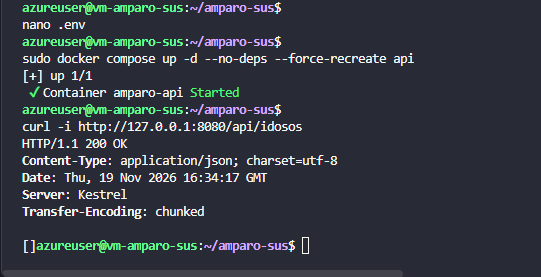 azureuser@vm-amparo-sus:~/amparo-sus$
nano .env
azureuser@vm-amparo-sus:~/amparo-sus$
sudo docker compose up -d --no-deps --force-recreate api
[+] up 1/1
✓Container amparo-api Started
azureuser@vm-amparo-sus:~/amparo-sus$
curl -i http://127.0.0.1:8080/api/idosos
HTTP/1.1 200 OK
Content-Type: application/json; charset=utf-8
Date: Thu, 19 Nov 2026 16:34:17 GMT
Server: Kestrel
Transfer-Encoding: chunked

[]azureuser@vm-amparo-sus:~/amparo-sus$